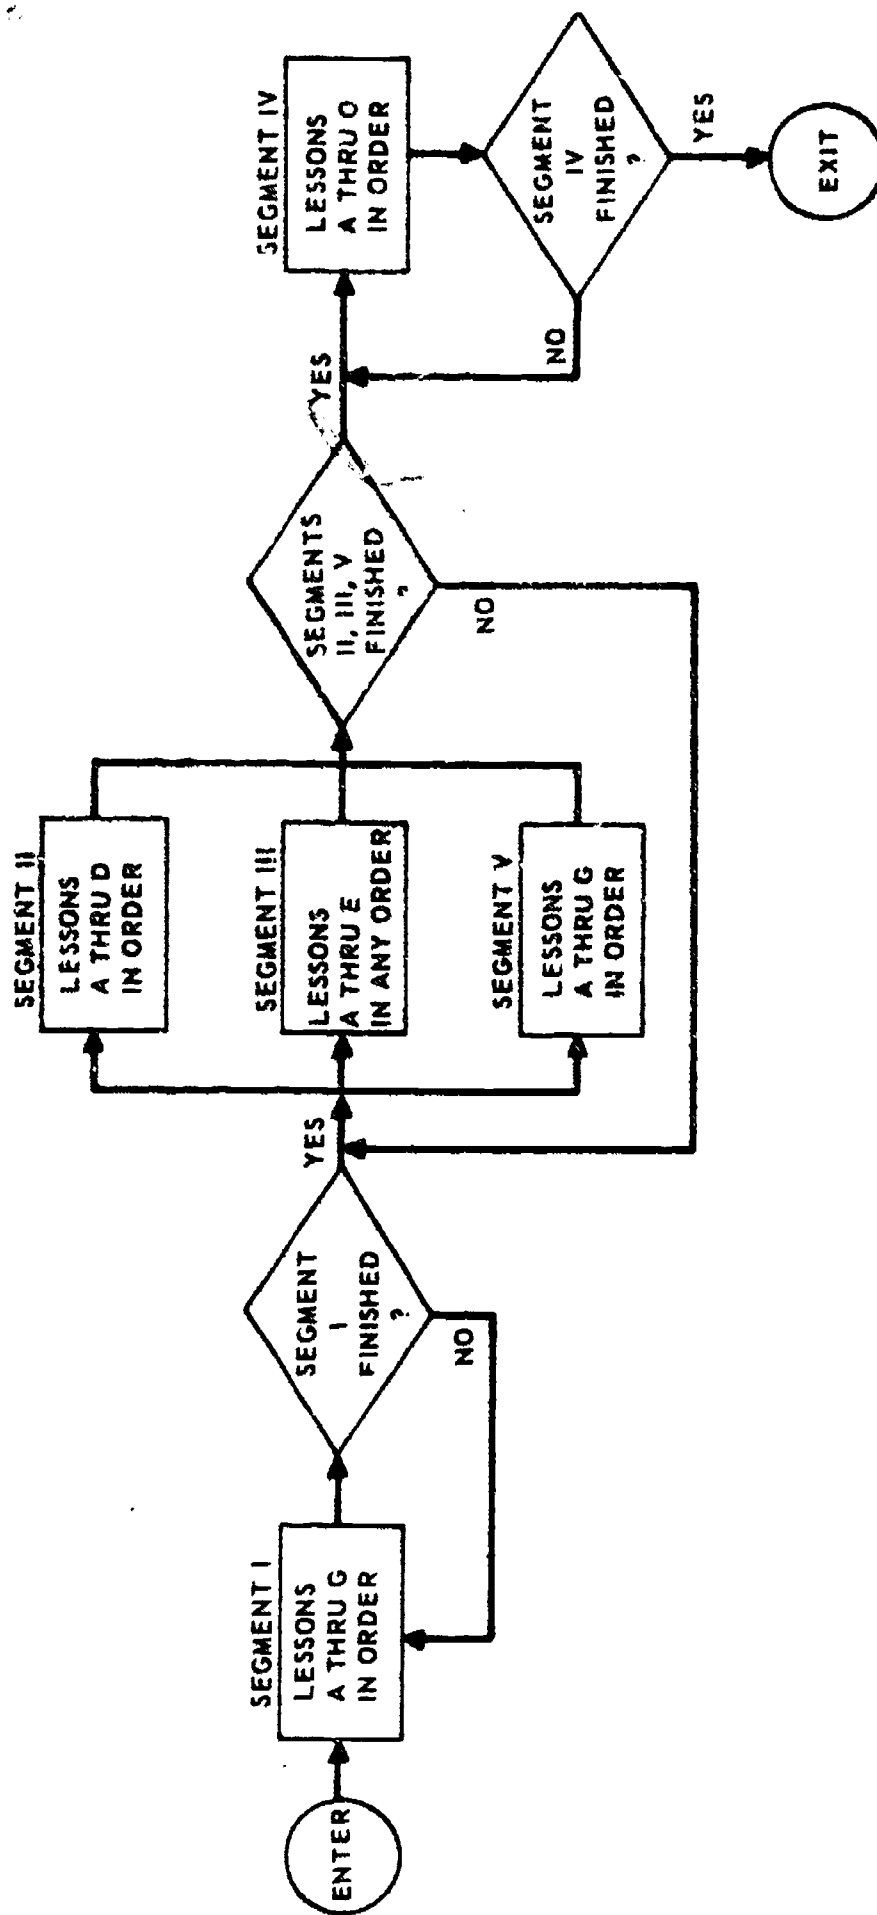 ENTER
SEGMENT I
LESSONS
A THRU G
IN ORDER
SEGMENT
I
FINISHED
?
NO
YES
SEGMENT II
LESSONS
A THRU D
IN ORDER
SEGMENT III
LESSONS
A THRU E
IN ANY ORDER
SEGMENT V
LESSONS
A THRU G
IN ORDER
SEGMENTS
II, III, V
FINISHED
?
NO
YES
SEGMENT IV
LESSONS
A THRU O
IN ORDER
SEGMENT
IV
FINISHED
?
NO
YES
EXIT